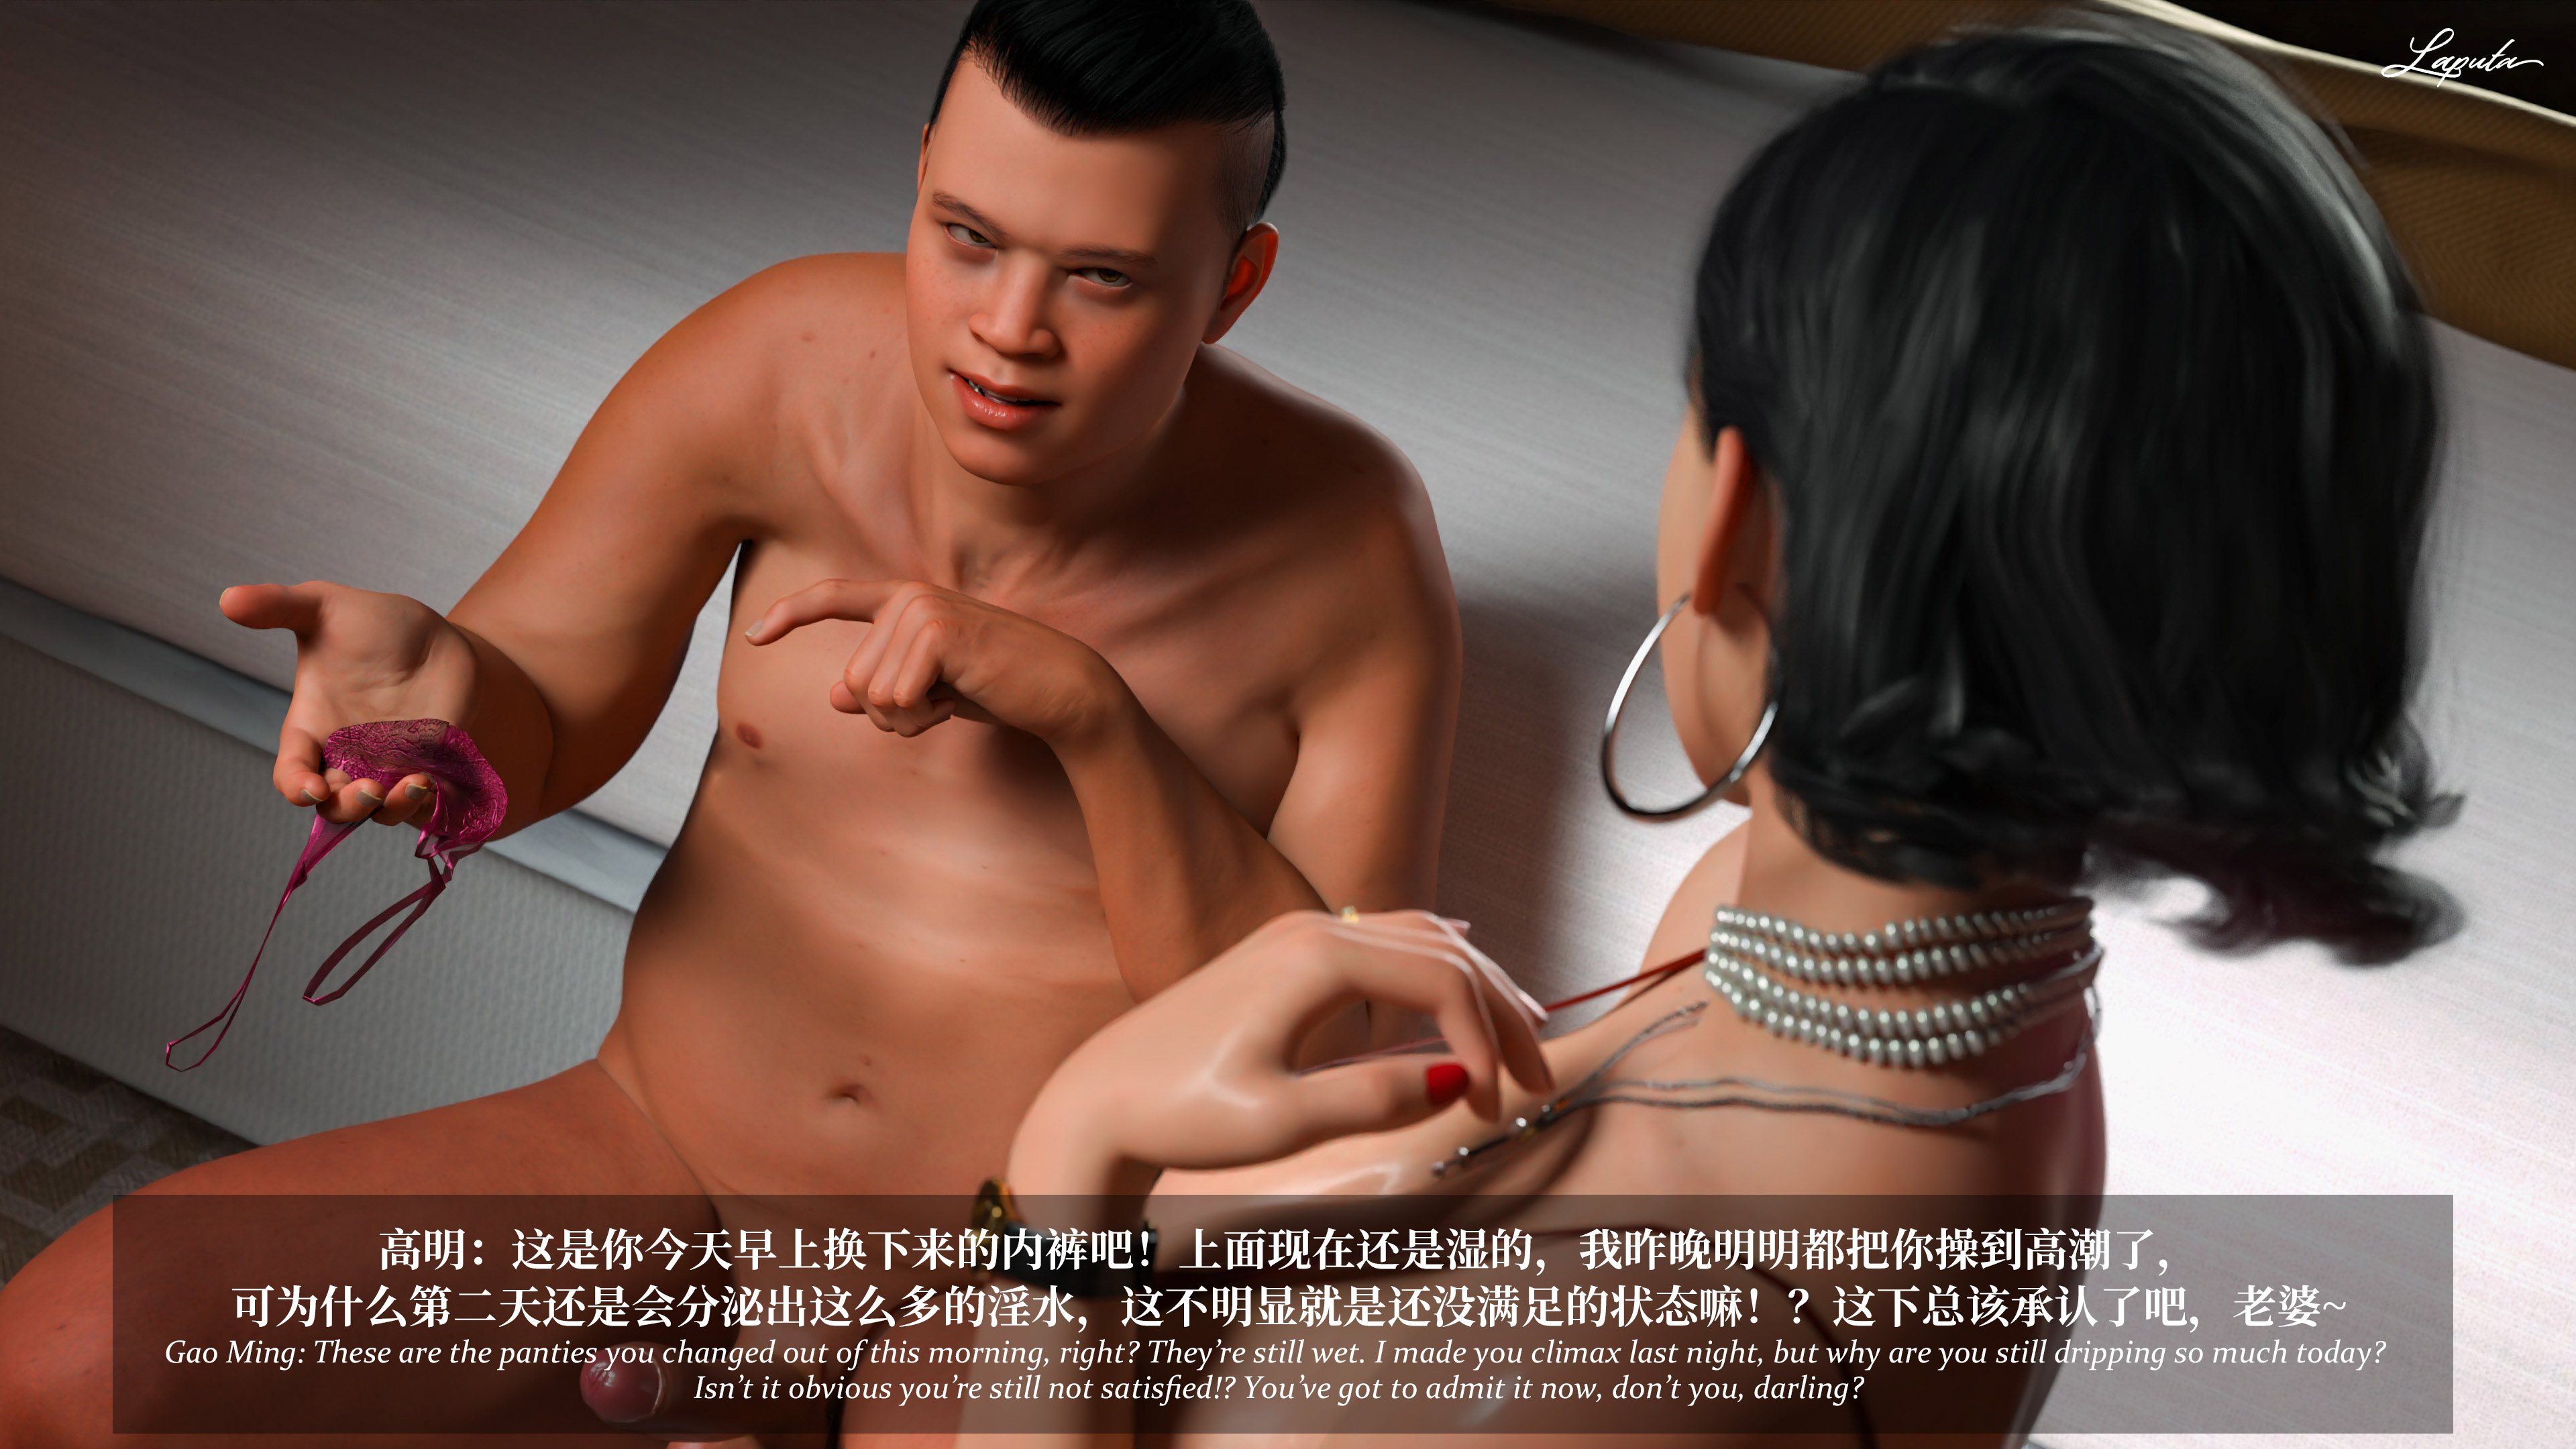 Laputa
高明：这是你今天早上换下来的内裤吧！上面现在还是湿的，我昨晚明明都把你操到高潮了，
可为什么第二天还是会分泌出这么多的淫水，这不明显就是还没满足的状态嘛！？这下总该承认了吧，老婆~
Gao Ming: These are the panties you changed out of this morning, right? They’re still wet. I made you climax last night, but why are you still dripping so much today?
Isn’t it obvious you’re still not satisfied!? You’ve got to admit it now, don’t you, darling?